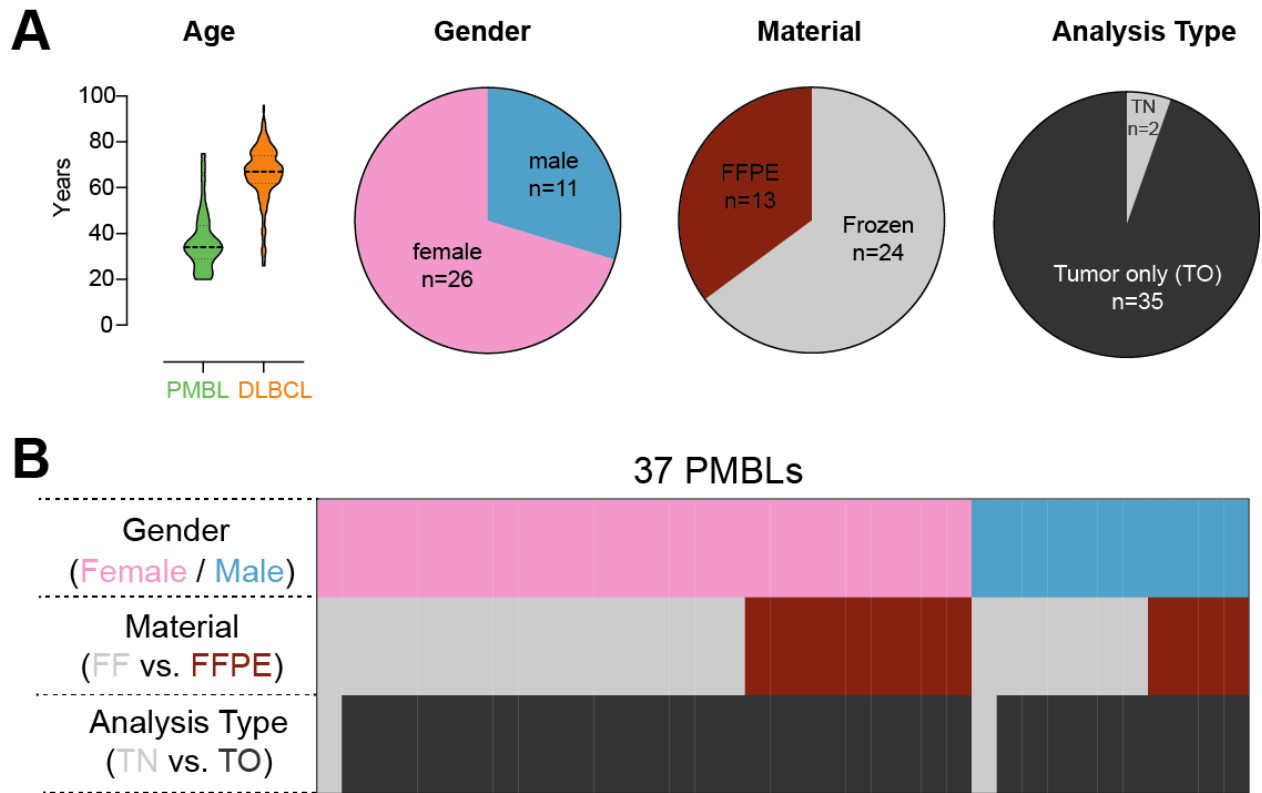 A
Age
Gender
Material
Analysis Type
100
80
60
40
20
0
Years
PMBL
DLBCL
male
n=11
female
n=26
FFPE
n=13
Frozen
n=24
TN
n=2
Tumor only (TO)
n=35
B
37 PMBLs
Gender
(Female / Male)
Material
(FF vs. FFPE)
Analysis Type
(TN vs. TO)